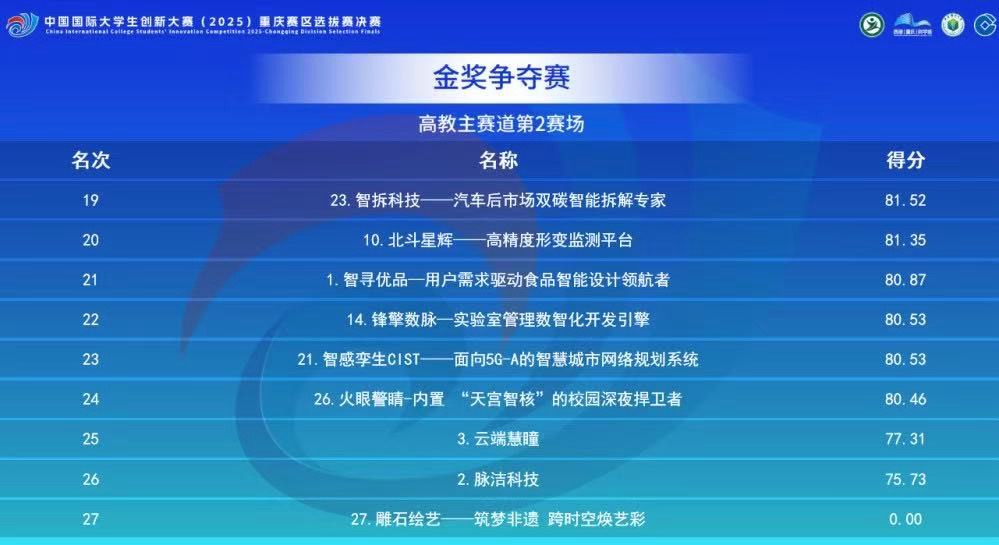 中国国际大学生创新大赛（2025）重庆赛区选拔赛决赛
China International College Students' Innovation Competition 2025-Chongqing Division Selection Finals
金奖争夺赛
高教主赛道第2赛场
名次 名称 得分
19 23.智拆科技——汽车后市场双碳智能拆解专家 81.52
20 10.北斗星辉——高精度形变监测平台 81.35
21 1.智寻优品—用户需求驱动食品智能设计领航者 80.87
22 14.锋擎数脉—实验室管理数智化开发引擎 80.53
23 21.智感孪生CIST——面向5G-A的智慧城市网络规划系统 80.53
24 26.火眼警睛-内置 “天宫智核”的校园深夜捍卫者 80.46
25 3.云端慧瞳 77.31
26 2.脉洁科技 75.73
27 27.雕石绘艺——筑梦非遗 跨时空焕艺彩 0.00